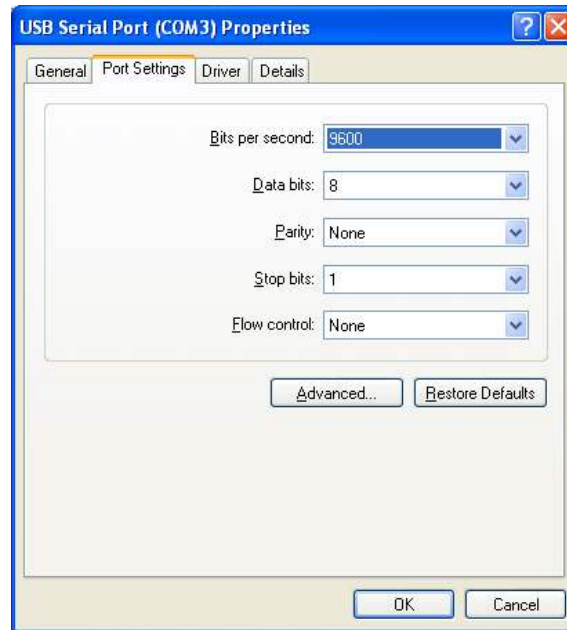 USB Serial Port (COM3) Properties
General Port Settings Driver Details
Bits per second: 9600
Data bits: 8
Parity: None
Stop bits: 1
Flow control: None
Advanced... Restore Defaults
OK Cancel